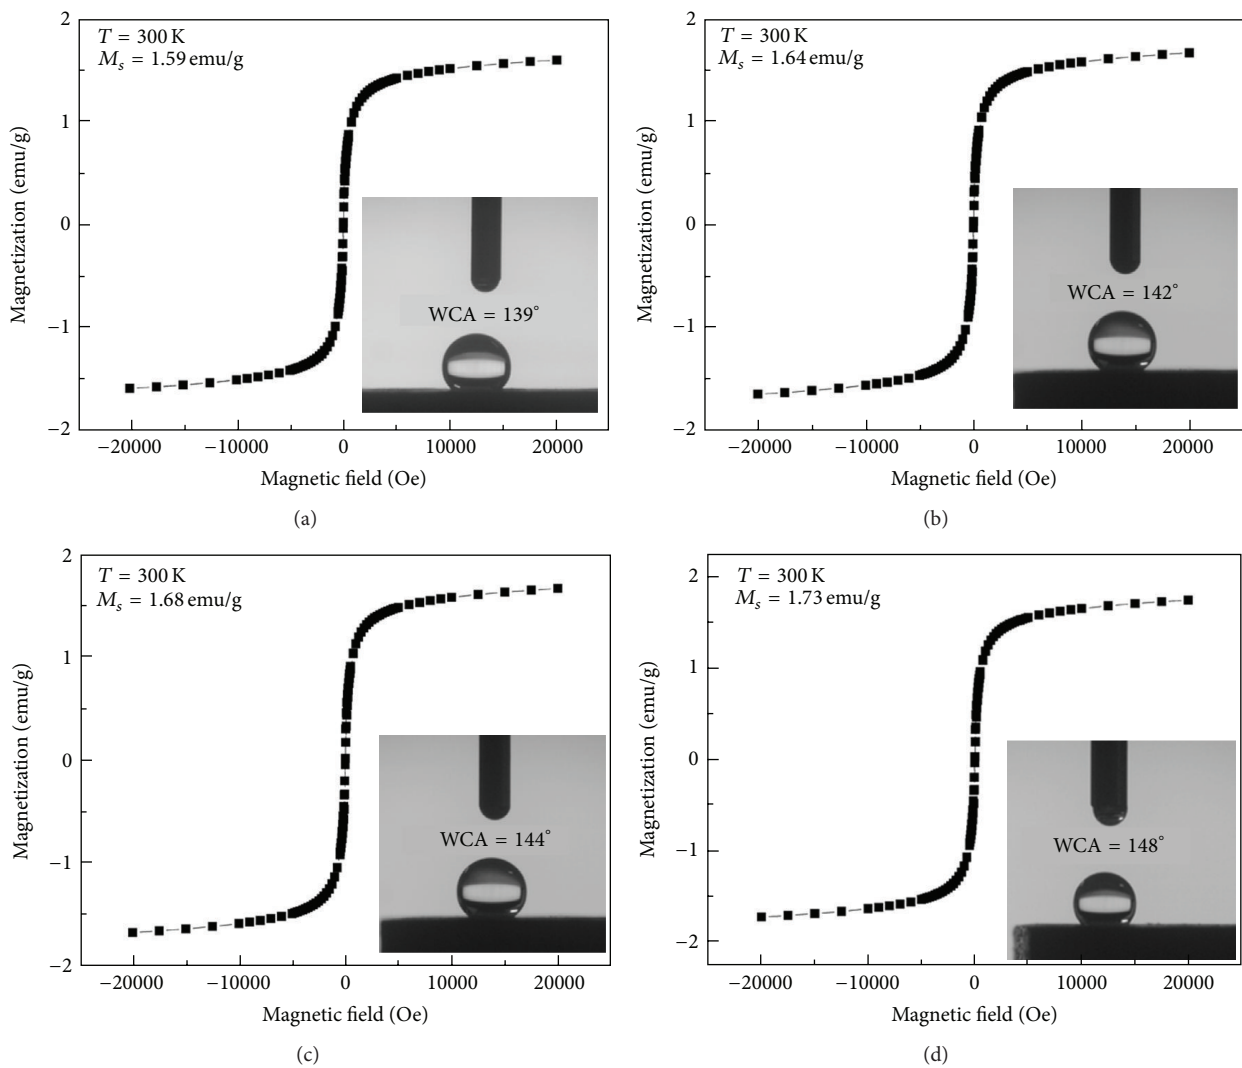 2
1
0
−1
−2
Magnetization (emu/g)
T = 300 K
M_s = 1.59 emu/g
WCA = 139°
−20000 −10000 0 10000 20000
Magnetic field (Oe)
(a)
2
1
0
−1
−2
Magnetization (emu/g)
T = 300 K
M_s = 1.64 emu/g
WCA = 142°
−20000 −10000 0 10000 20000
Magnetic field (Oe)
(b)
2
1
0
−1
−2
Magnetization (emu/g)
T = 300 K
M_s = 1.68 emu/g
WCA = 144°
−20000 −10000 0 10000 20000
Magnetic field (Oe)
(c)
2
1
0
−1
−2
Magnetization (emu/g)
T = 300 K
M_s = 1.73 emu/g
WCA = 148°
−20000 −10000 0 10000 20000
Magnetic field (Oe)
(d)